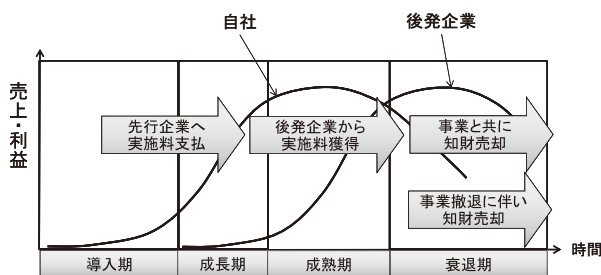 自社
後発企業
売上・利益
先行企業へ
実施料支払
後発企業から
実施料獲得
事業と共に
知財売却
事業撤退に伴い
知財売却
時間
導入期
成長期
成熟期
衰退期